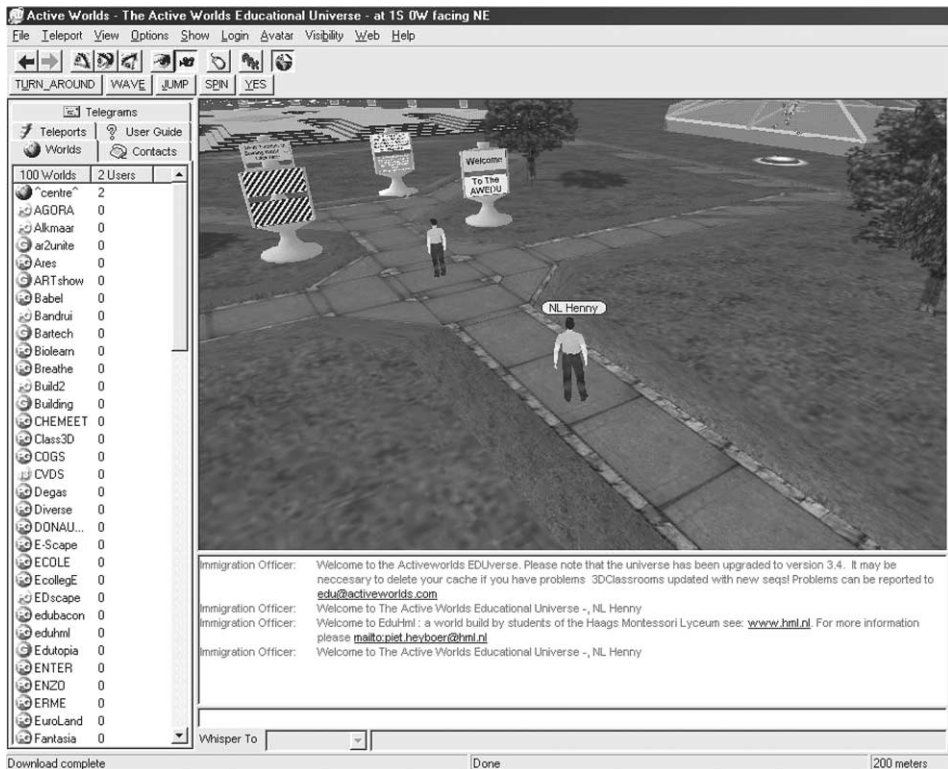 Active Worlds - The Active Worlds Educational Universe - at 1S 0W facing NE
File Teleport View Options Show Login Avatar Visibility Web Help
TURN_AROUND WAVE JUMP SPIN YES
Telegrams
Teleports User Guide
Worlds Contacts
100 Worlds 2 Users
^centre^ 2
AGORA 0
Alkmaar 0
ar2unite 0
Ares 0
ARTshow 0
Babel 0
Bandrui 0
Bartech 0
Biolearn 0
Breathe 0
Build2 0
Building 0
CHEMEET 0
Class3D 0
COGS 0
CVDS 0
Degas 0
Diverse 0
DONAU... 0
E-Scape 0
ECOLE 0
EcollegE 0
EDscape 0
edubacon 0
eduhml 0
Edutopia 0
ENTER 0
ENZO 0
ERME 0
EuroLand 0
Fantasia 0
Welcome
To The
AWEDU
NL Henny
Immigration Officer: Welcome to the Activeworlds EDUverse. Please note that the universe has been upgraded to version 3.4. It may be
neccesary to delete your cache if you have problems 3DClassrooms updated with new seqs! Problems can be reported to
edu@activeworlds.com
Immigration Officer: Welcome to The Active Worlds Educational Universe -, NL Henny
Immigration Officer: Welcome to EduHml : a world build by students of the Haags Montessori Lyceum see: www.hml.nl. For more information
please mailto:piet.heyboer@hml.nl
Immigration Officer: Welcome to The Active Worlds Educational Universe -, NL Henny
Whisper To
Download complete Done 200 meters